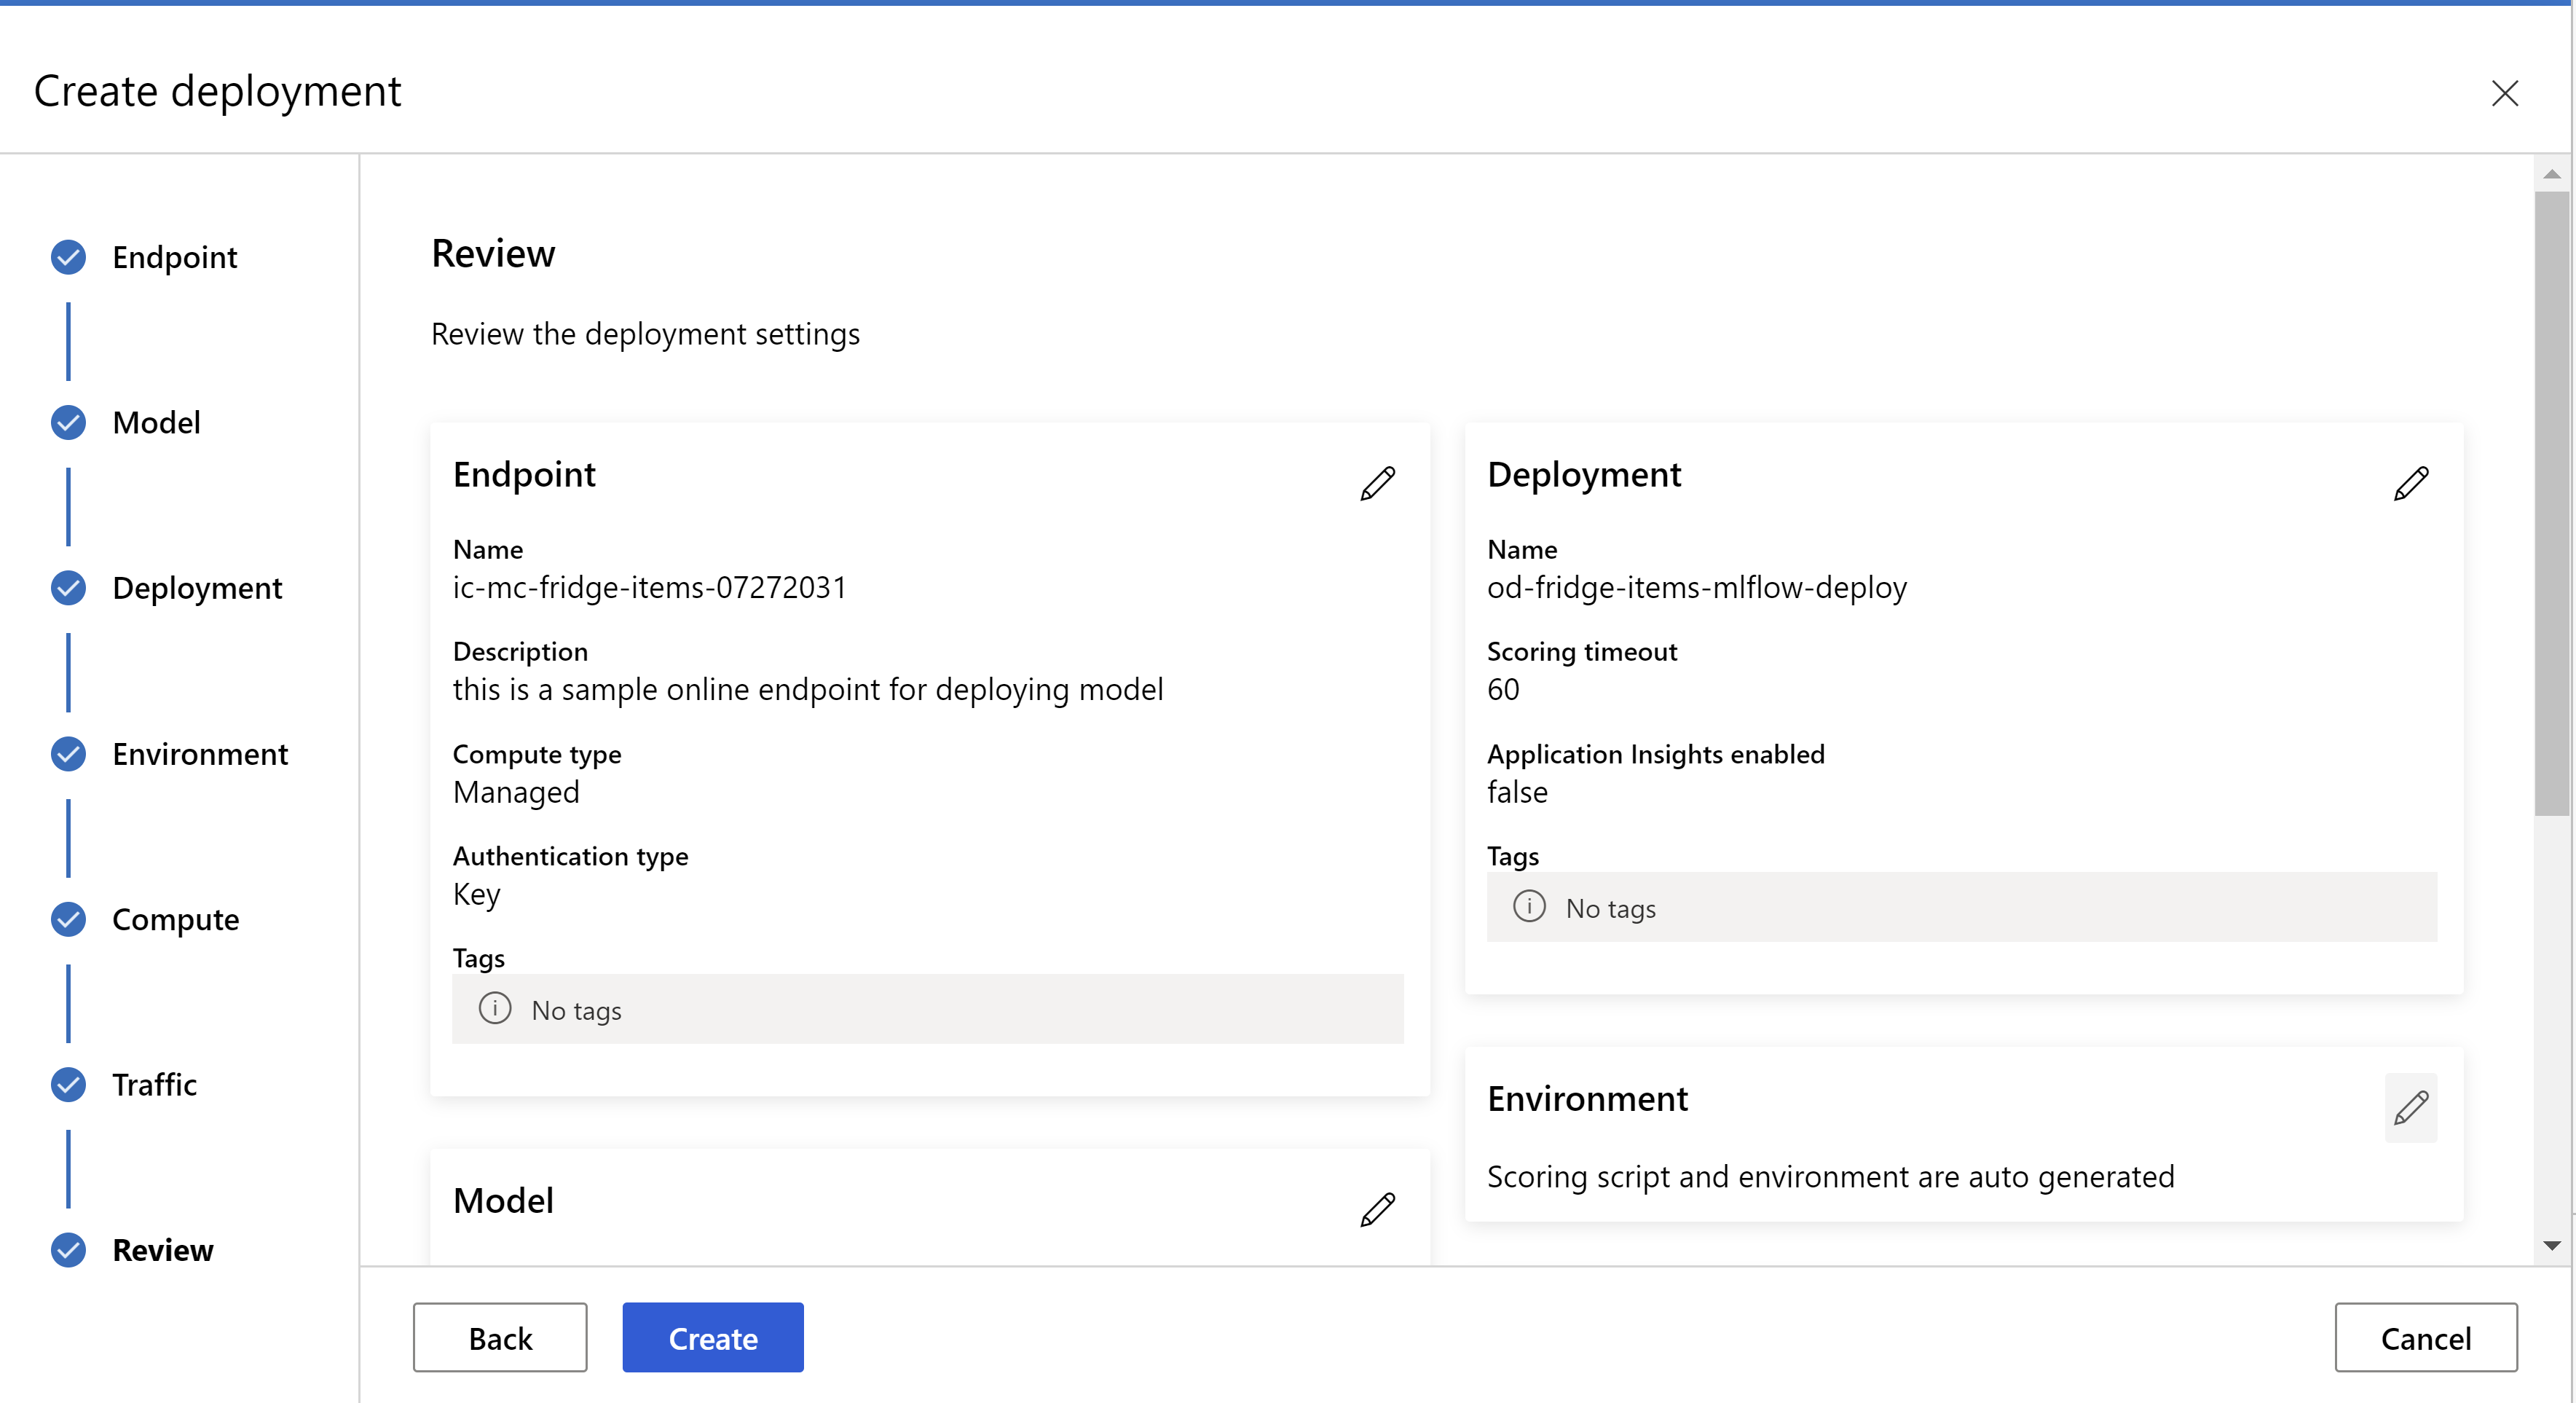 Create deployment
Endpoint
Model
Deployment
Environment
Compute
Traffic
Review
Review
Review the deployment settings
Endpoint
Name
ic-mc-fridge-items-07272031
Description
this is a sample online endpoint for deploying model
Compute type
Managed
Authentication type
Key
Tags
No tags
Model
Deployment
Name
od-fridge-items-mlflow-deploy
Scoring timeout
60
Application Insights enabled
false
Tags
No tags
Environment
Scoring script and environment are auto generated
Back
Create
Cancel